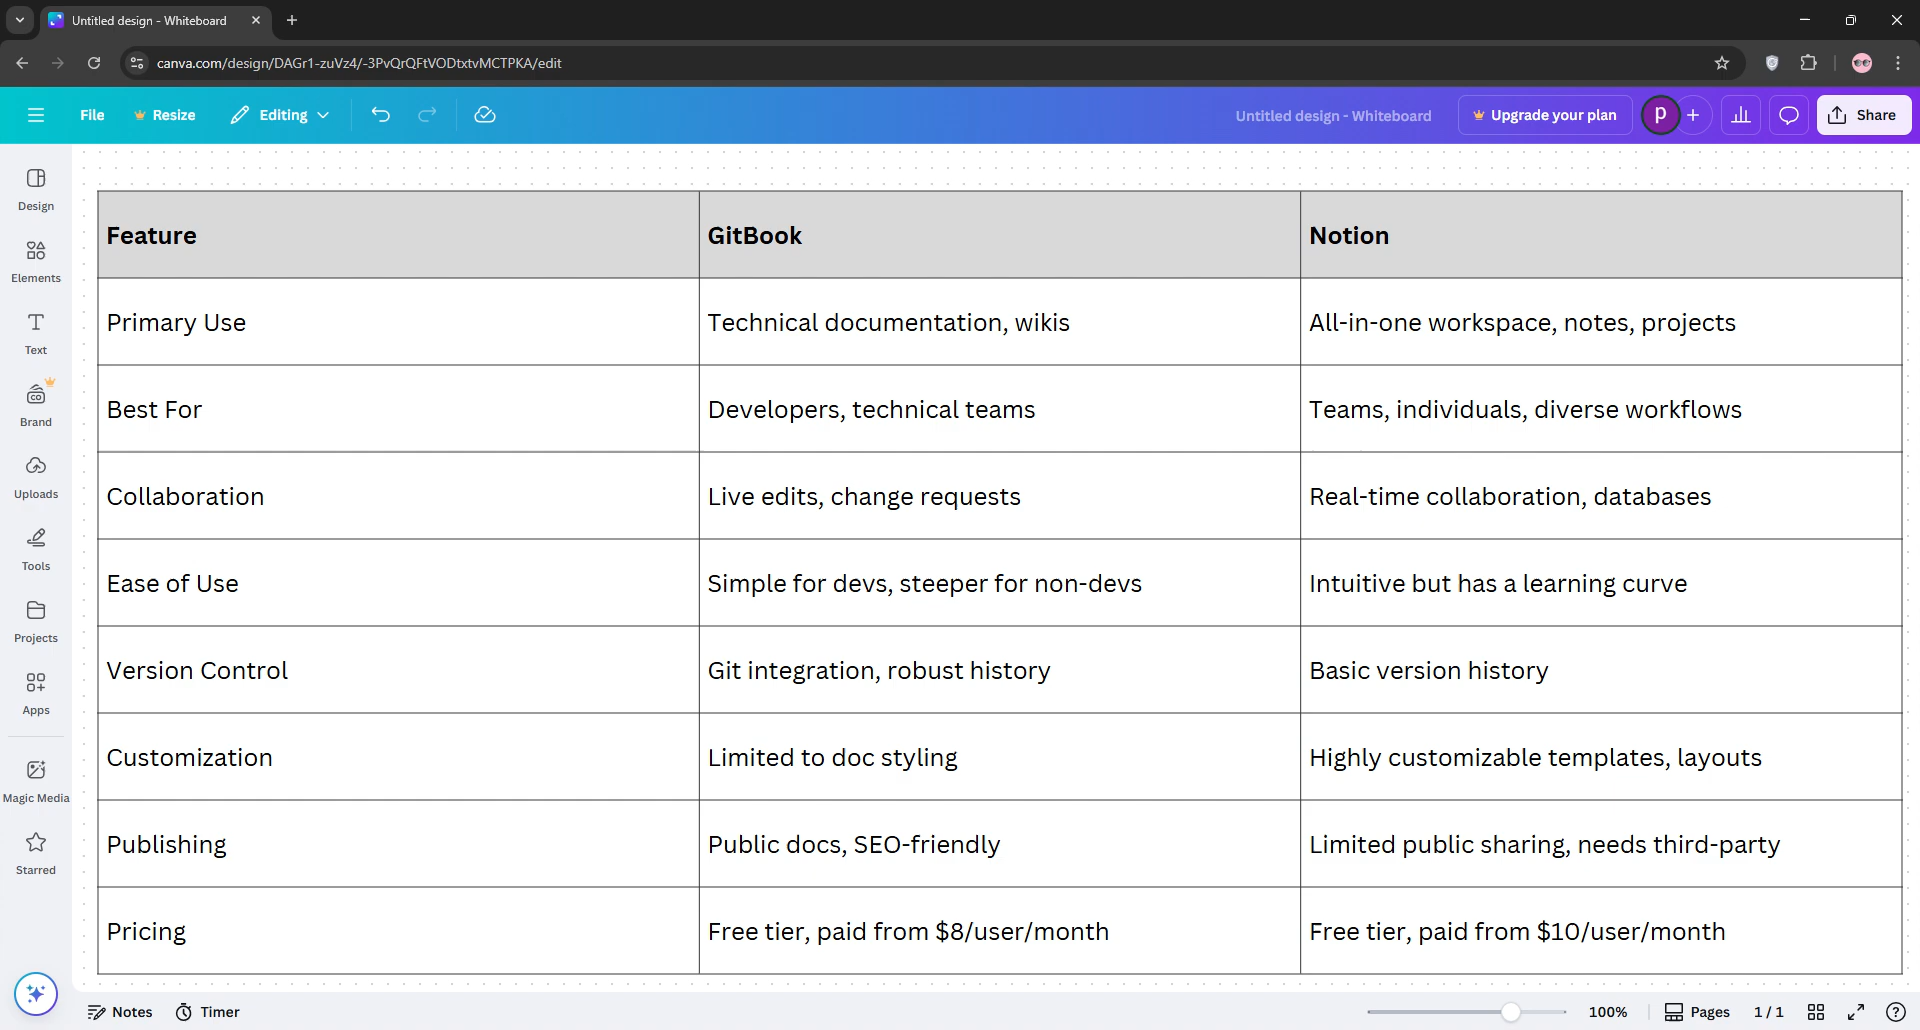 Untitled design - Whiteboard
canva.com/design/DAGr1-zuVz4/-3PvQrQFtVODtxtvMCTPKA/edit
File Resize Editing Untitled design - Whiteboard Upgrade your plan P Share
Design
Elements
Text
CO
Brand
Uploads
Tools
Projects
Apps
Magic Media
Starred
Feature GitBook Notion
Primary Use Technical documentation, wikis All-in-one workspace, notes, projects
Best For Developers, technical teams Teams, individuals, diverse workflows
Collaboration Live edits, change requests Real-time collaboration, databases
Ease of Use Simple for devs, steeper for non-devs Intuitive but has a learning curve
Version Control Git integration, robust history Basic version history
Customization Limited to doc styling Highly customizable templates, layouts
Publishing Public docs, SEO-friendly Limited public sharing, needs third-party
Pricing Free tier, paid from $8/user/month Free tier, paid from $10/user/month
Notes Timer 100% Pages 1 / 1